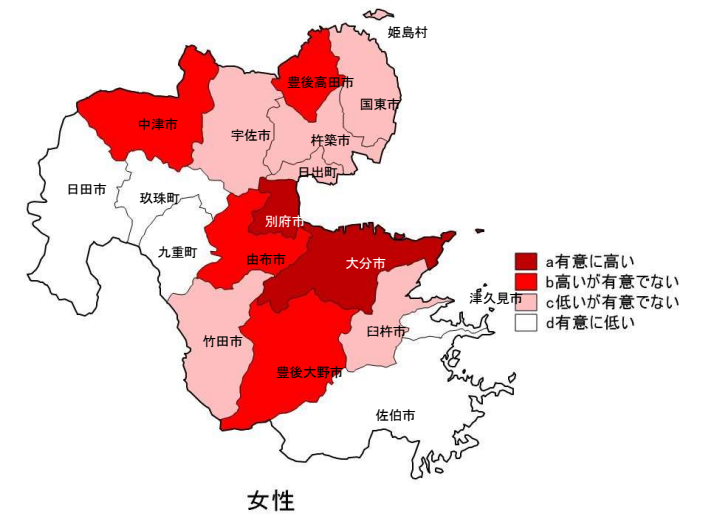 姫島村
豊後高田市
国東市
中津市
宇佐市
杵築市
日出町
日田市
玖珠町
別府市
九重町
由布市
大分市
a有意に高い
b高いが有意でない
c低いが有意でない
d有意に低い
津久見市
臼杵市
竹田市
豊後大野市
佐伯市
女性